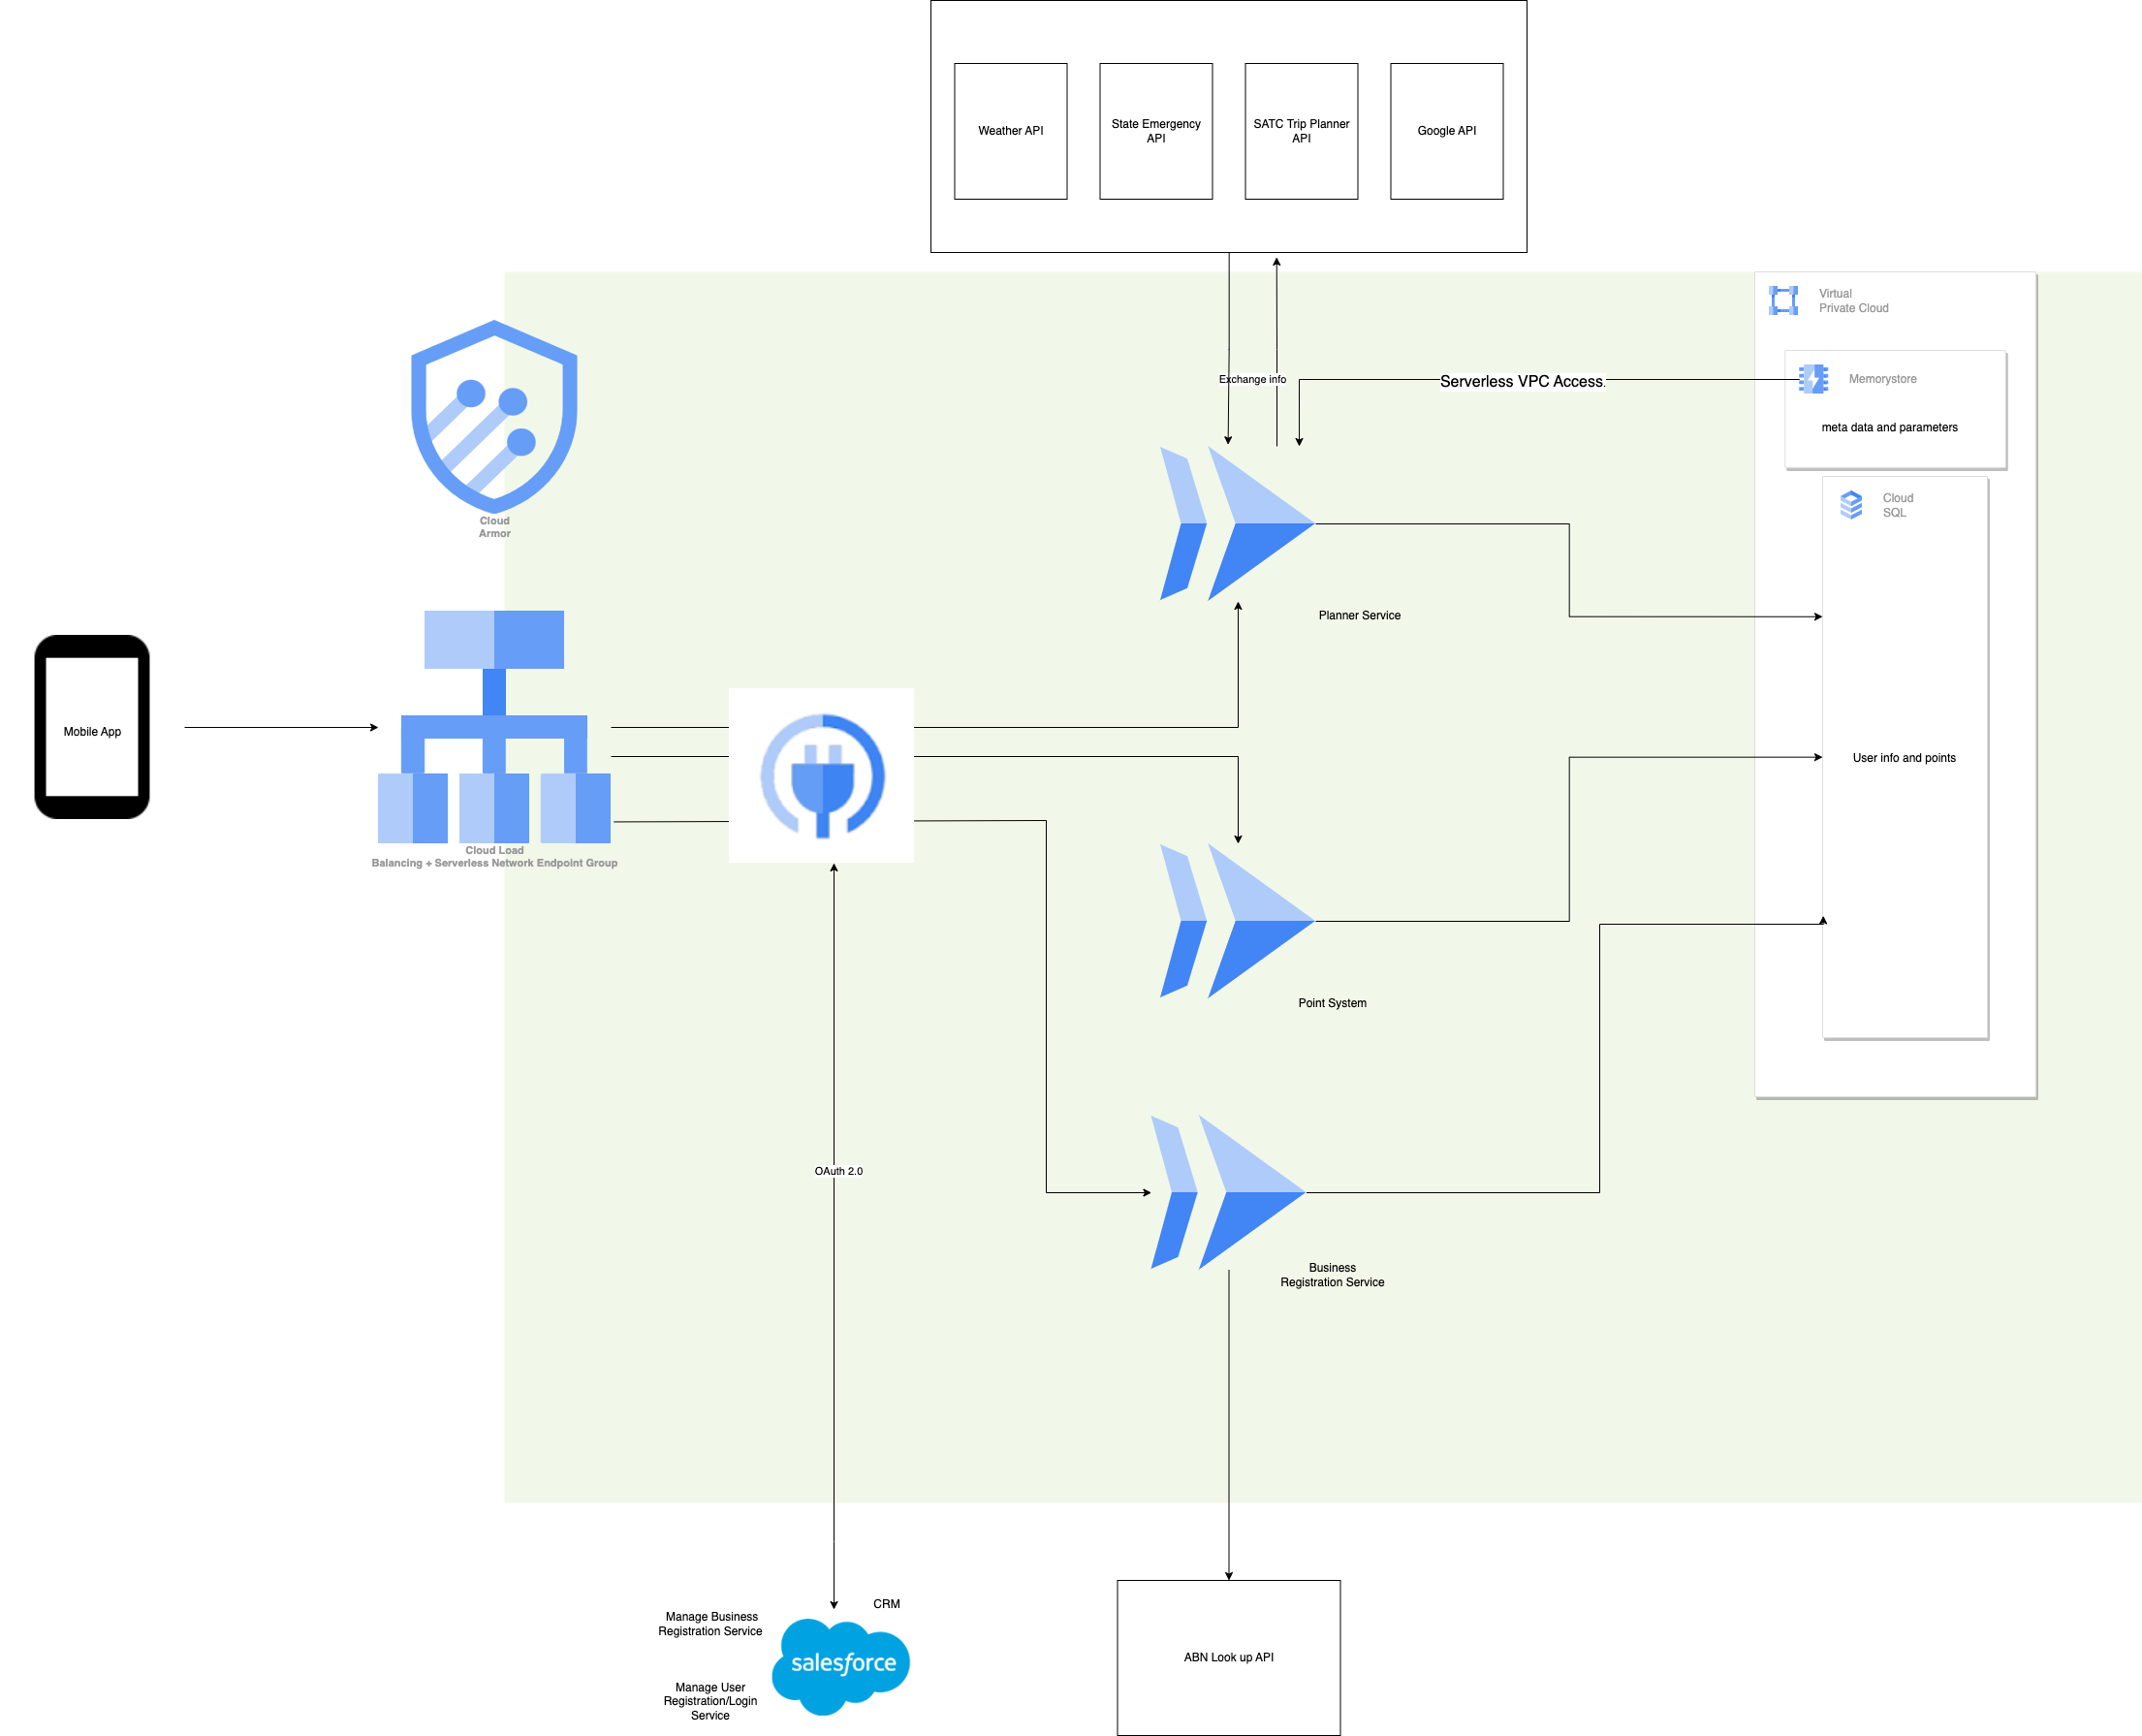 Weather API
State Emergency
API
SATC Trip Planner
API
Google API
Virtual
Private Cloud
Exchange info
Serverless VPC Access
Memorystore
meta data and parameters
Cloud
SQL
Cloud
Armor
Planner Service
Mobile App
User info and points
Cloud Load
Balancing + Serverless Network Endpoint Group
Point System
OAuth 2.0
Business
Registration Service
CRM
Manage Business
Registration Service
salesforce
ABN Look up API
Manage User
Registration/Login
Service